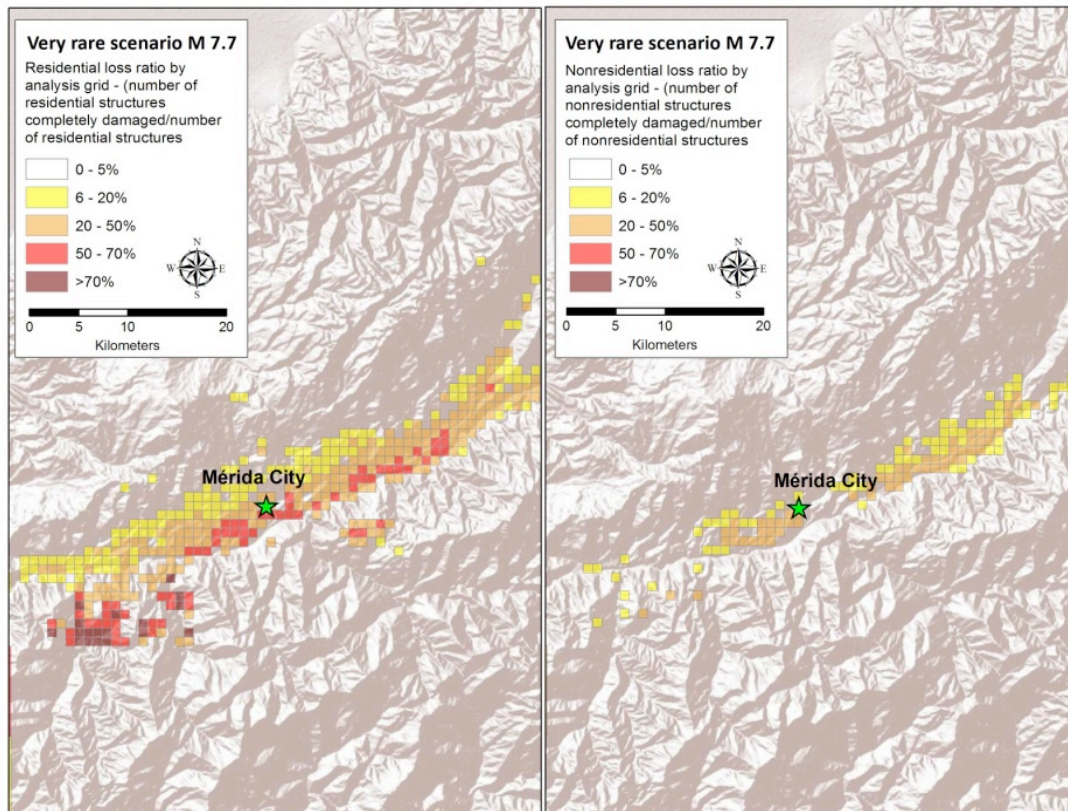 Very rare scenario M 7.7
Residential loss ratio by
analysis grid - (number of
residential structures
completely damaged/number
of residential structures
0 - 5%
6 - 20%
20 - 50%
50 - 70%
>70%
N
W E
S
0 5 10 20
Kilometers
Mérida City
Very rare scenario M 7.7
Nonresidential loss ratio by
analysis grid - (number of
nonresidential structures
completely damaged/number
of nonresidential structures
0 - 5%
6 - 20%
20 - 50%
50 - 70%
>70%
N
W E
S
0 5 10 20
Kilometers
Mérida City